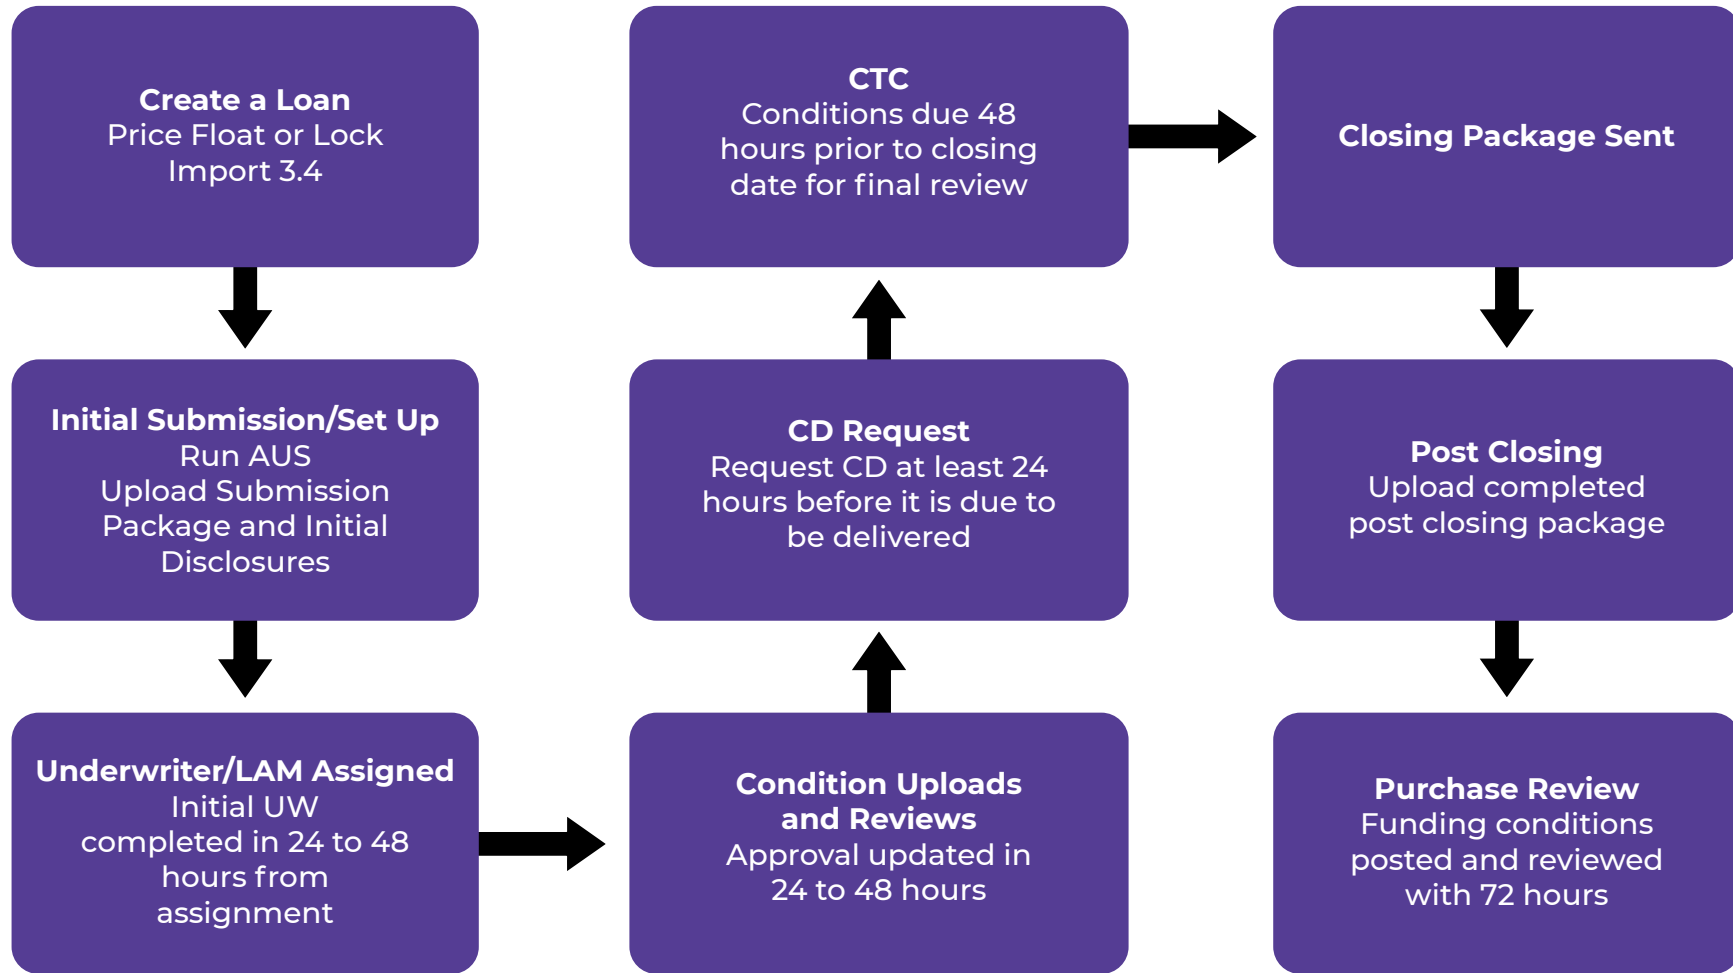 Create a Loan
Price Float or Lock
Import 3.4
Initial Submission/Set Up
Run AUS
Upload Submission
Package and Initial
Disclosures
Underwriter/LAM Assigned
Initial UW
completed in 24 to 48
hours from
assignment
Condition Uploads
and Reviews
Approval updated in
24 to 48 hours
CD Request
Request CD at least 24
hours before it is due to
be delivered
CTC
Conditions due 48
hours prior to closing
date for final review
Closing Package Sent
Post Closing
Upload completed
post closing package
Purchase Review
Funding conditions
posted and reviewed
with 72 hours